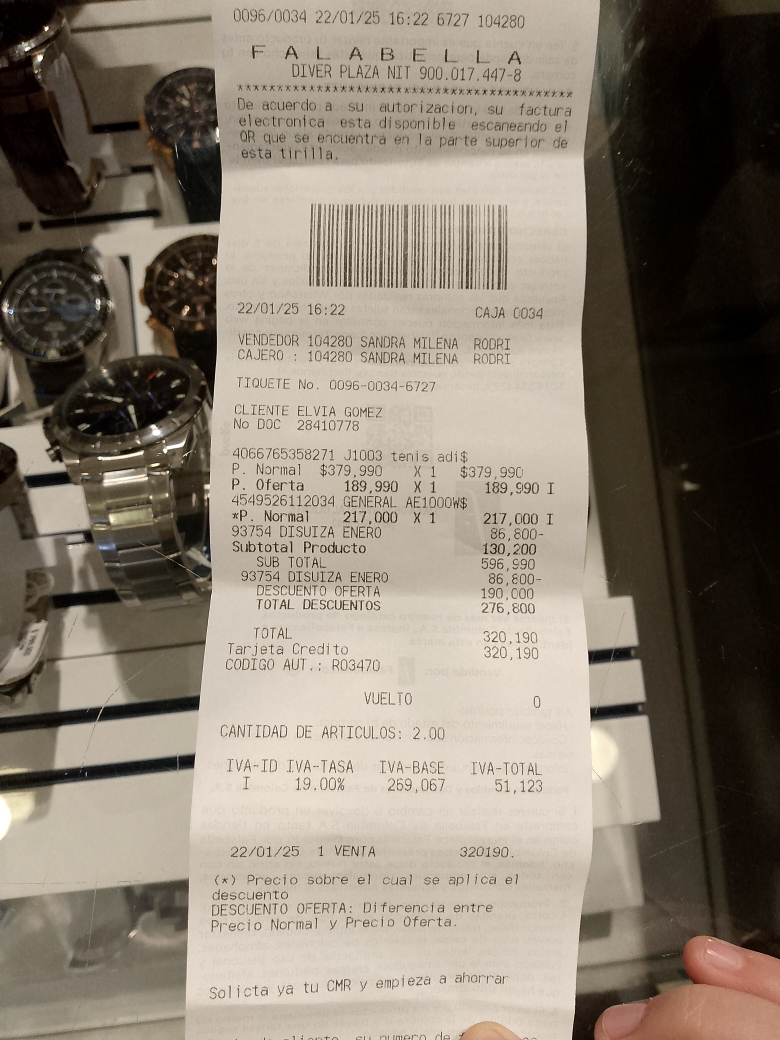 0096/0034 22/01/25 16:22 6727 104280
F A L A B E L L A
DIVER PLAZA NIT 900.017.447-8
****************************************
De acuerdo a su autorizacion, su factura
electronica esta disponible escaneando el
QR que se encuentra en la parte superior de
esta tirilla.
22/01/25 16:22 CAJA 0034
VENDEDOR 104280 SANDRA MILENA RODRI
CAJERO : 104280 SANDRA MILENA RODRI
TIQUETE No. 0096-0034-6727
CLIENTE ELVIA GOMEZ
No DOC 28410778
4066765358271 J1003 tenis adi$
P. Normal $379,990 X 1 $379,990
P. Oferta 189,990 X 1 189,990 I
4549526112034 GENERAL AE1000W$
*P. Normal 217,000 X 1 217,000 I
93754 DISUIZA ENERO 86,800-
Subtotal Producto 130,200
SUB TOTAL 596,990
93754 DISUIZA ENERO 86,800-
DESCUENTO OFERTA 190,000
TOTAL DESCUENTOS 276,800
TOTAL 320,190
Tarjeta Credito 320,190
CODIGO AUT.: R03470
VUELTO 0
CANTIDAD DE ARTICULOS: 2.00
IVA-ID IVA-TASA IVA-BASE IVA-TOTAL
I 19.00% 269,067 51,123
22/01/25 1 VENTA 320190.
(*) Precio sobre el cual se aplica el
descuento
DESCUENTO OFERTA: Diferencia entre
Precio Normal y Precio Oferta.
Solicta ya tu CMR y empieza a ahorrar